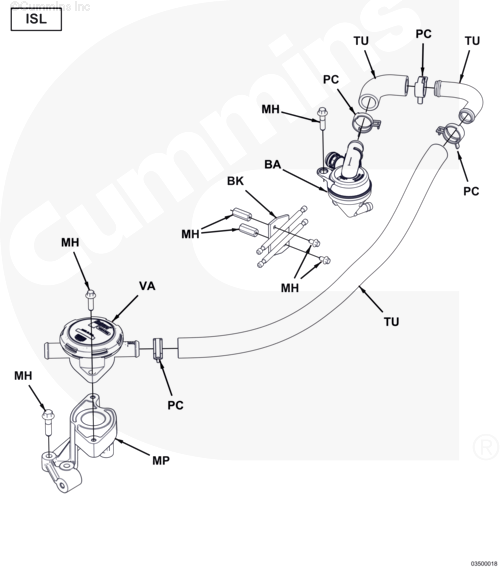 ©Cummins Inc
ISL
TU
PC
TU
PC
MH
BA
PC
BK
MH
MH
MH
VA
TU
MH
PC
MP
03500018
Cummins
®